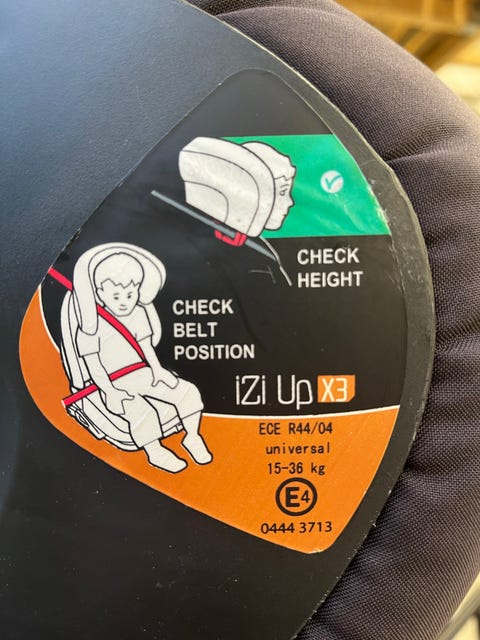 CHECK
HEIGHT
CHECK
BELT
POSITION
iZi Up X3
ECE R44/04
universal
15-36 kg
E4
0444 3713